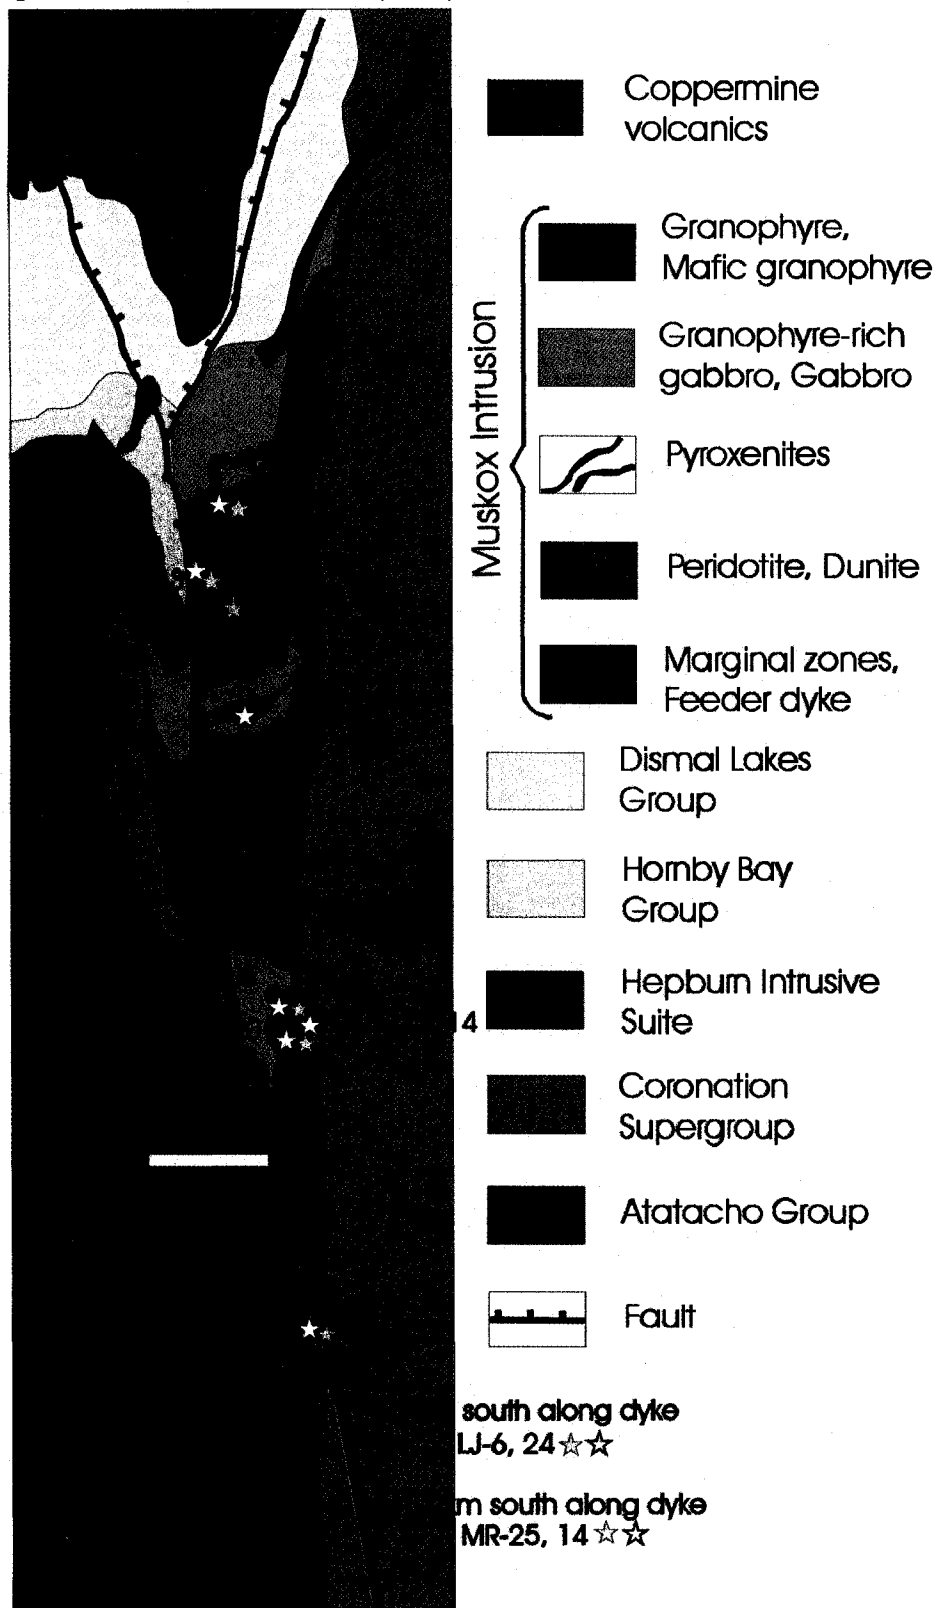 Coppermine
volcanics
Muskox Intrusion
Granophyre,
Mafic granophyre
Granophyre-rich
gabbro, Gabbro
Pyroxenites
Peridotite, Dunite
Marginal zones,
Feeder dyke
Dismal Lakes
Group
Hornby Bay
Group
14
Hepburn Intrusive
Suite
Coronation
Supergroup
Atatacho Group
Fault
south along dyke
LJ-6, 24
m south along dyke
MR-25, 14